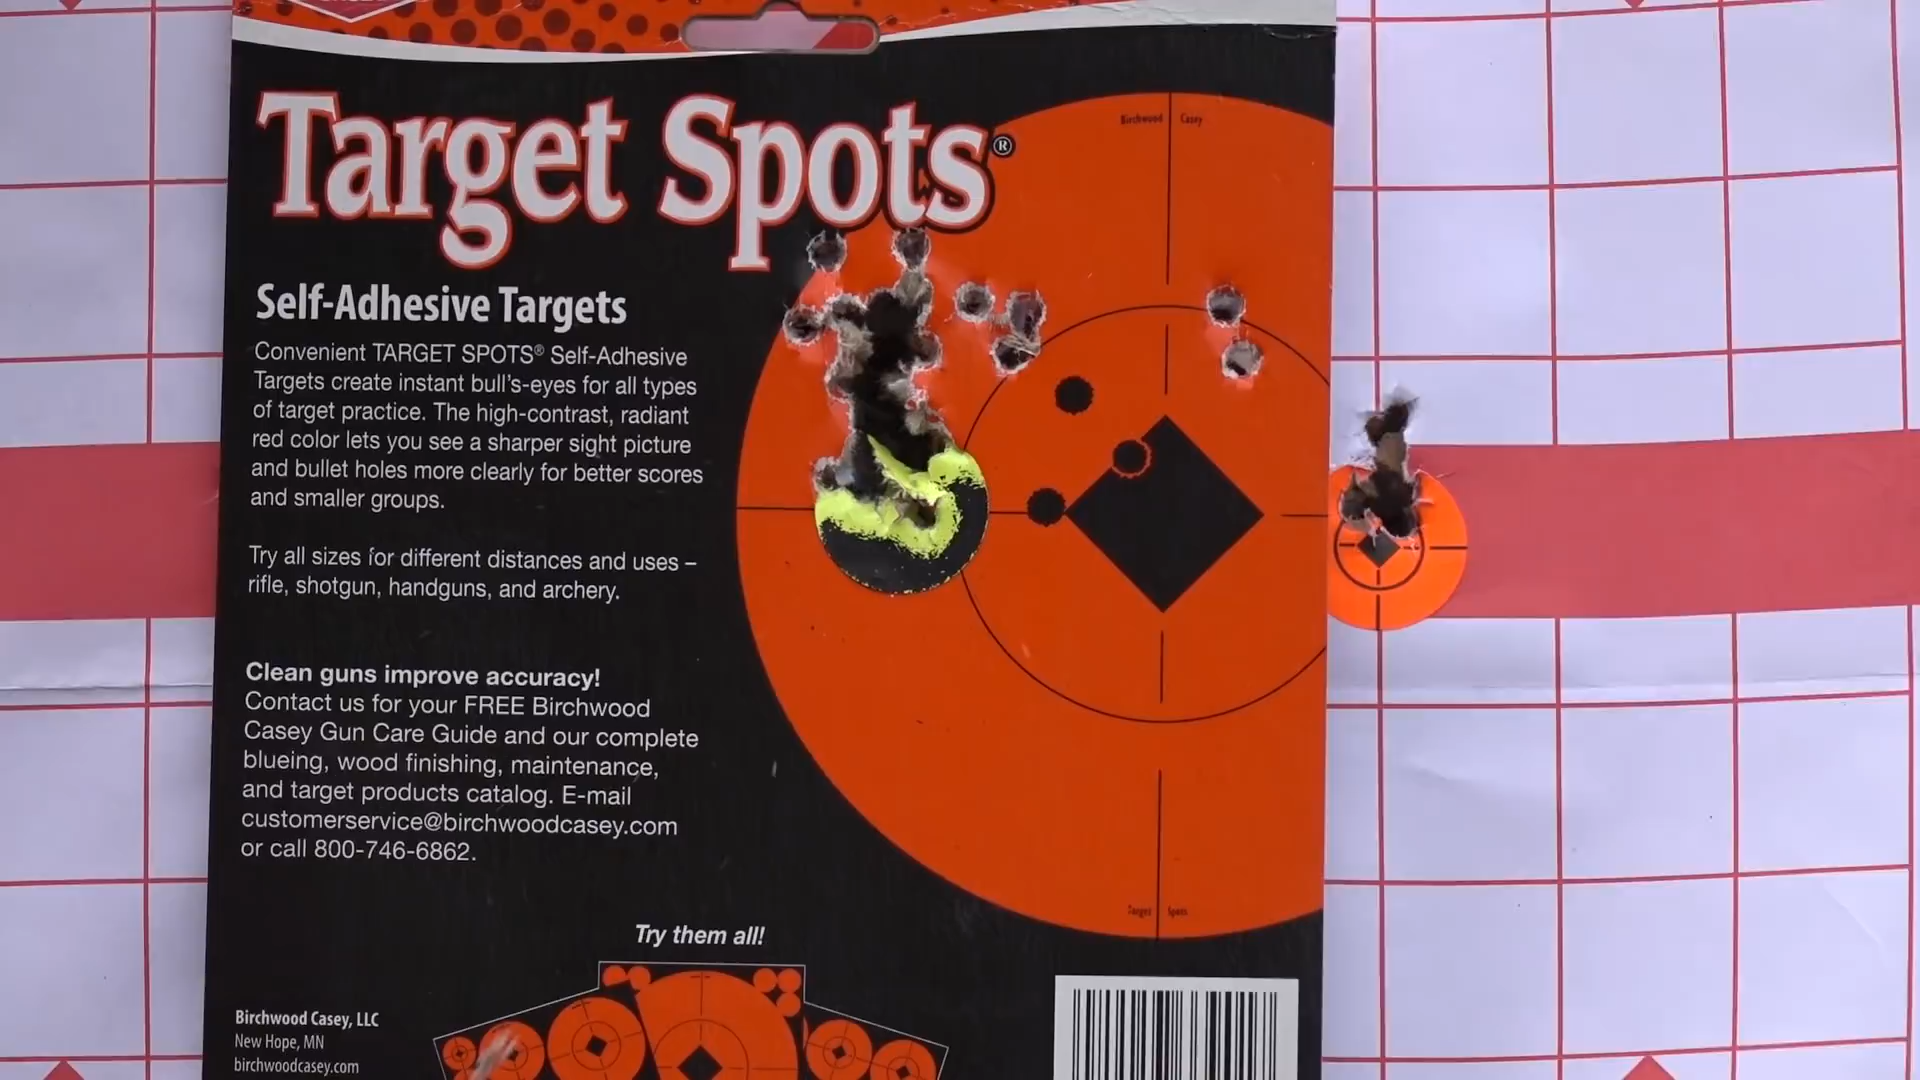 Target Spots®
Birchwood Casey
Self-Adhesive Targets
Convenient TARGET SPOTS® Self-Adhesive
Targets create instant bull's-eyes for all types
of target practice. The high-contrast, radiant
red color lets you see a sharper sight picture
and bullet holes more clearly for better scores
and smaller groups.
Try all sizes for different distances and uses –
rifle, shotgun, handguns, and archery.
Clean guns improve accuracy!
Contact us for your FREE Birchwood
Casey Gun Care Guide and our complete
blueing, wood finishing, maintenance,
and target products catalog. E-mail
customerservice@birchwoodcasey.com
or call 800-746-6862.
Target Spots
Try them all!
Birchwood Casey, LLC
New Hope, MN
birchwoodcasey.com